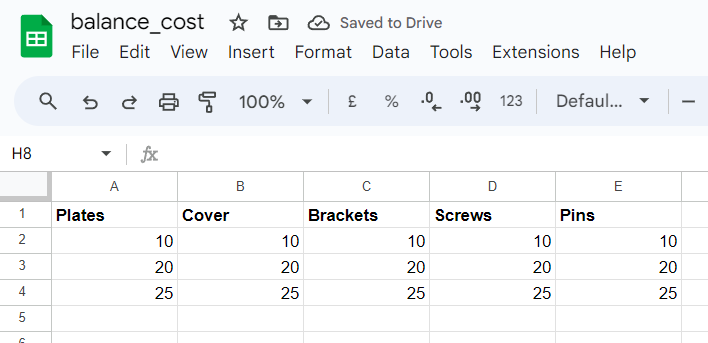 balance_cost Saved to Drive
File Edit View Insert Format Data Tools Extensions Help
100% £ % .0 .00 123 Defaul...
H8 fx
A B C D E
1 Plates Cover Brackets Screws Pins
2 10 10 10 10 10
3 20 20 20 20 20
4 25 25 25 25 25
5
6